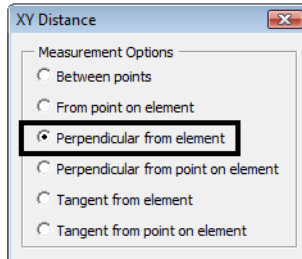 XY Distance
Measurement Options
Between points
From point on element
Perpendicular from element
Perpendicular from point on element
Tangent from element
Tangent from point on element